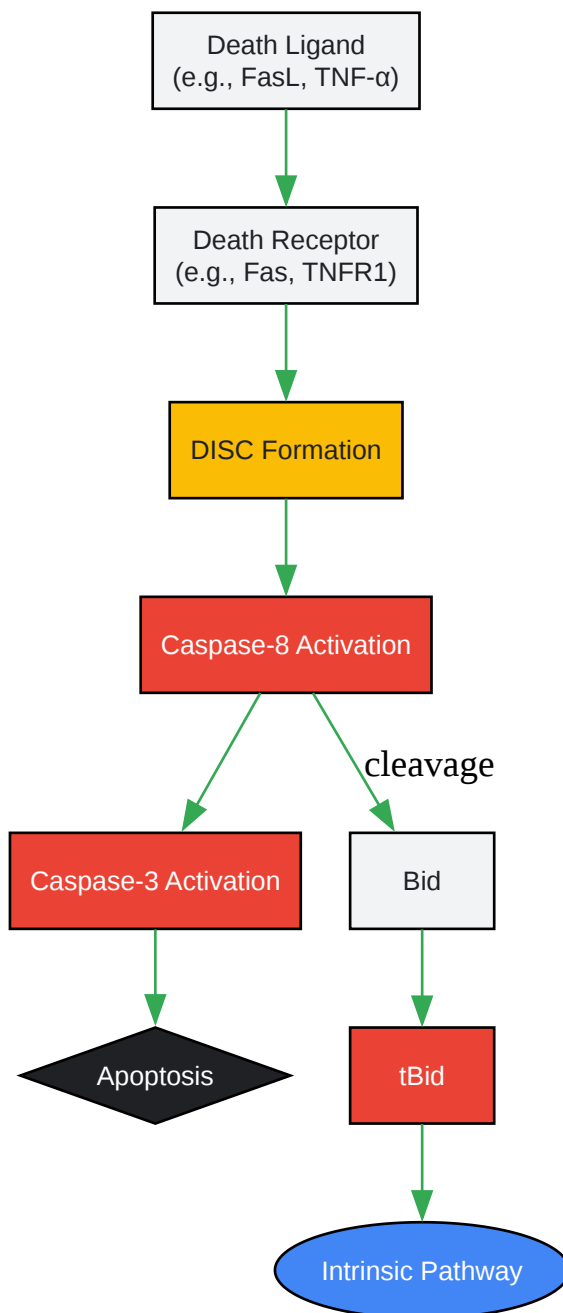 Death Ligand
(e.g., FasL, TNF-α)
Death Receptor
(e.g., Fas, TNFR1)
DISC Formation
Caspase-8 Activation
cleavage
Caspase-3 Activation
Bid
Apoptosis
tBid
Intrinsic Pathway